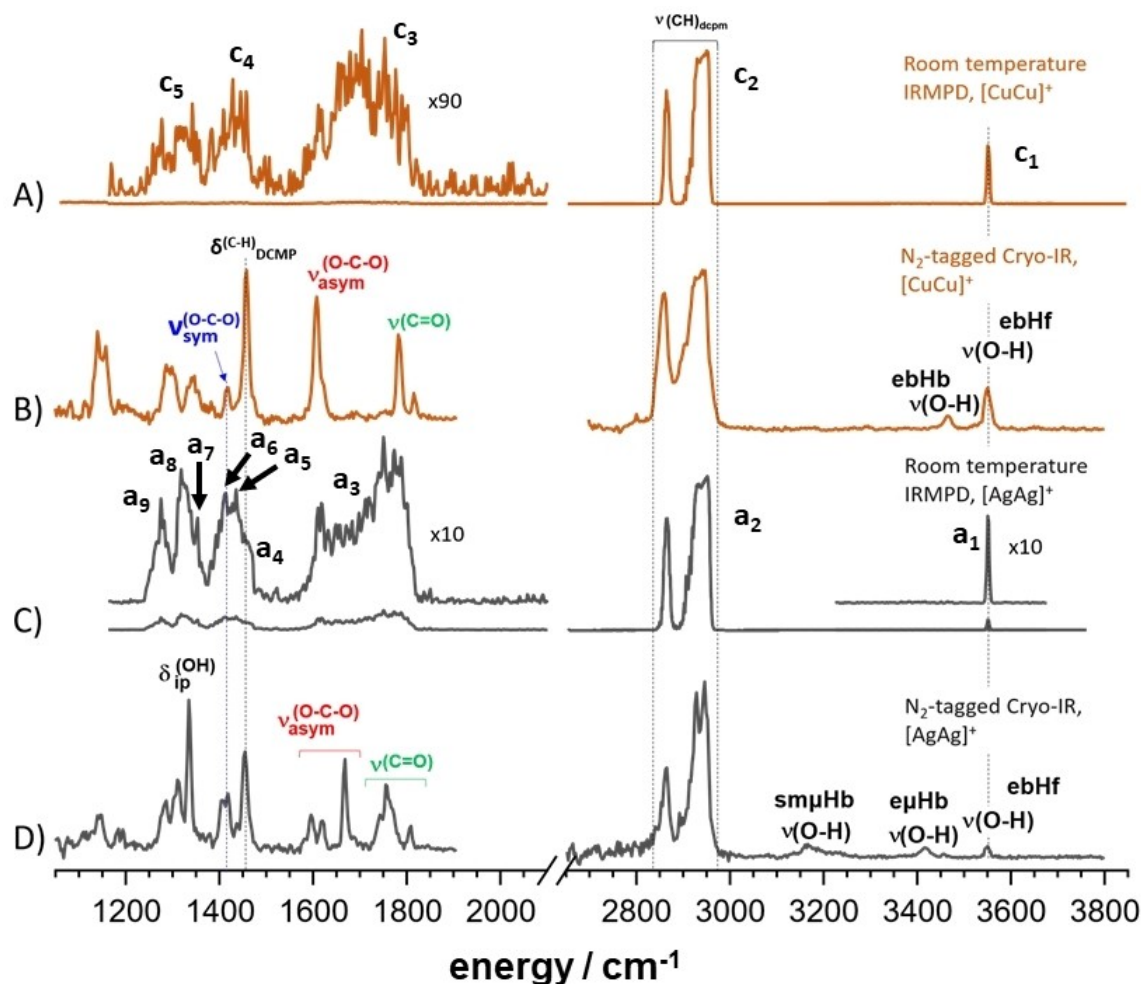 c5
c4
c3
x90
ν(CH)dcpm
c2
Room temperature
IRMPD, [CuCu]+
c1
A)
δ(C-H)DCMP
νsym(O-C-O)
νasym(O-C-O)
ν(C=O)
N2-tagged Cryo-IR,
[CuCu]+
ebHf
ν(O-H)
ebHb
ν(O-H)
B)
a9
a8
a7
a6
a5
a4
a3
x10
a2
Room temperature
IRMPD, [AgAg]+
a1
x10
C)
δip(OH)
νasym(O-C-O)
ν(C=O)
N2-tagged Cryo-IR,
[AgAg]+
smμHb
ν(O-H)
eμHb
ν(O-H)
ebHf
ν(O-H)
D)
1200 1400 1600 1800 2000 2800 3000 3200 3400 3600 3800
energy / cm-1